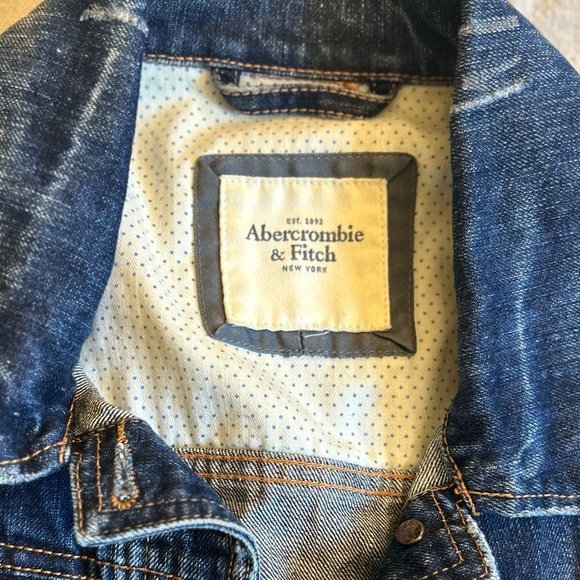 EST. 1892
Abercrombie
& Fitch
NEW YORK